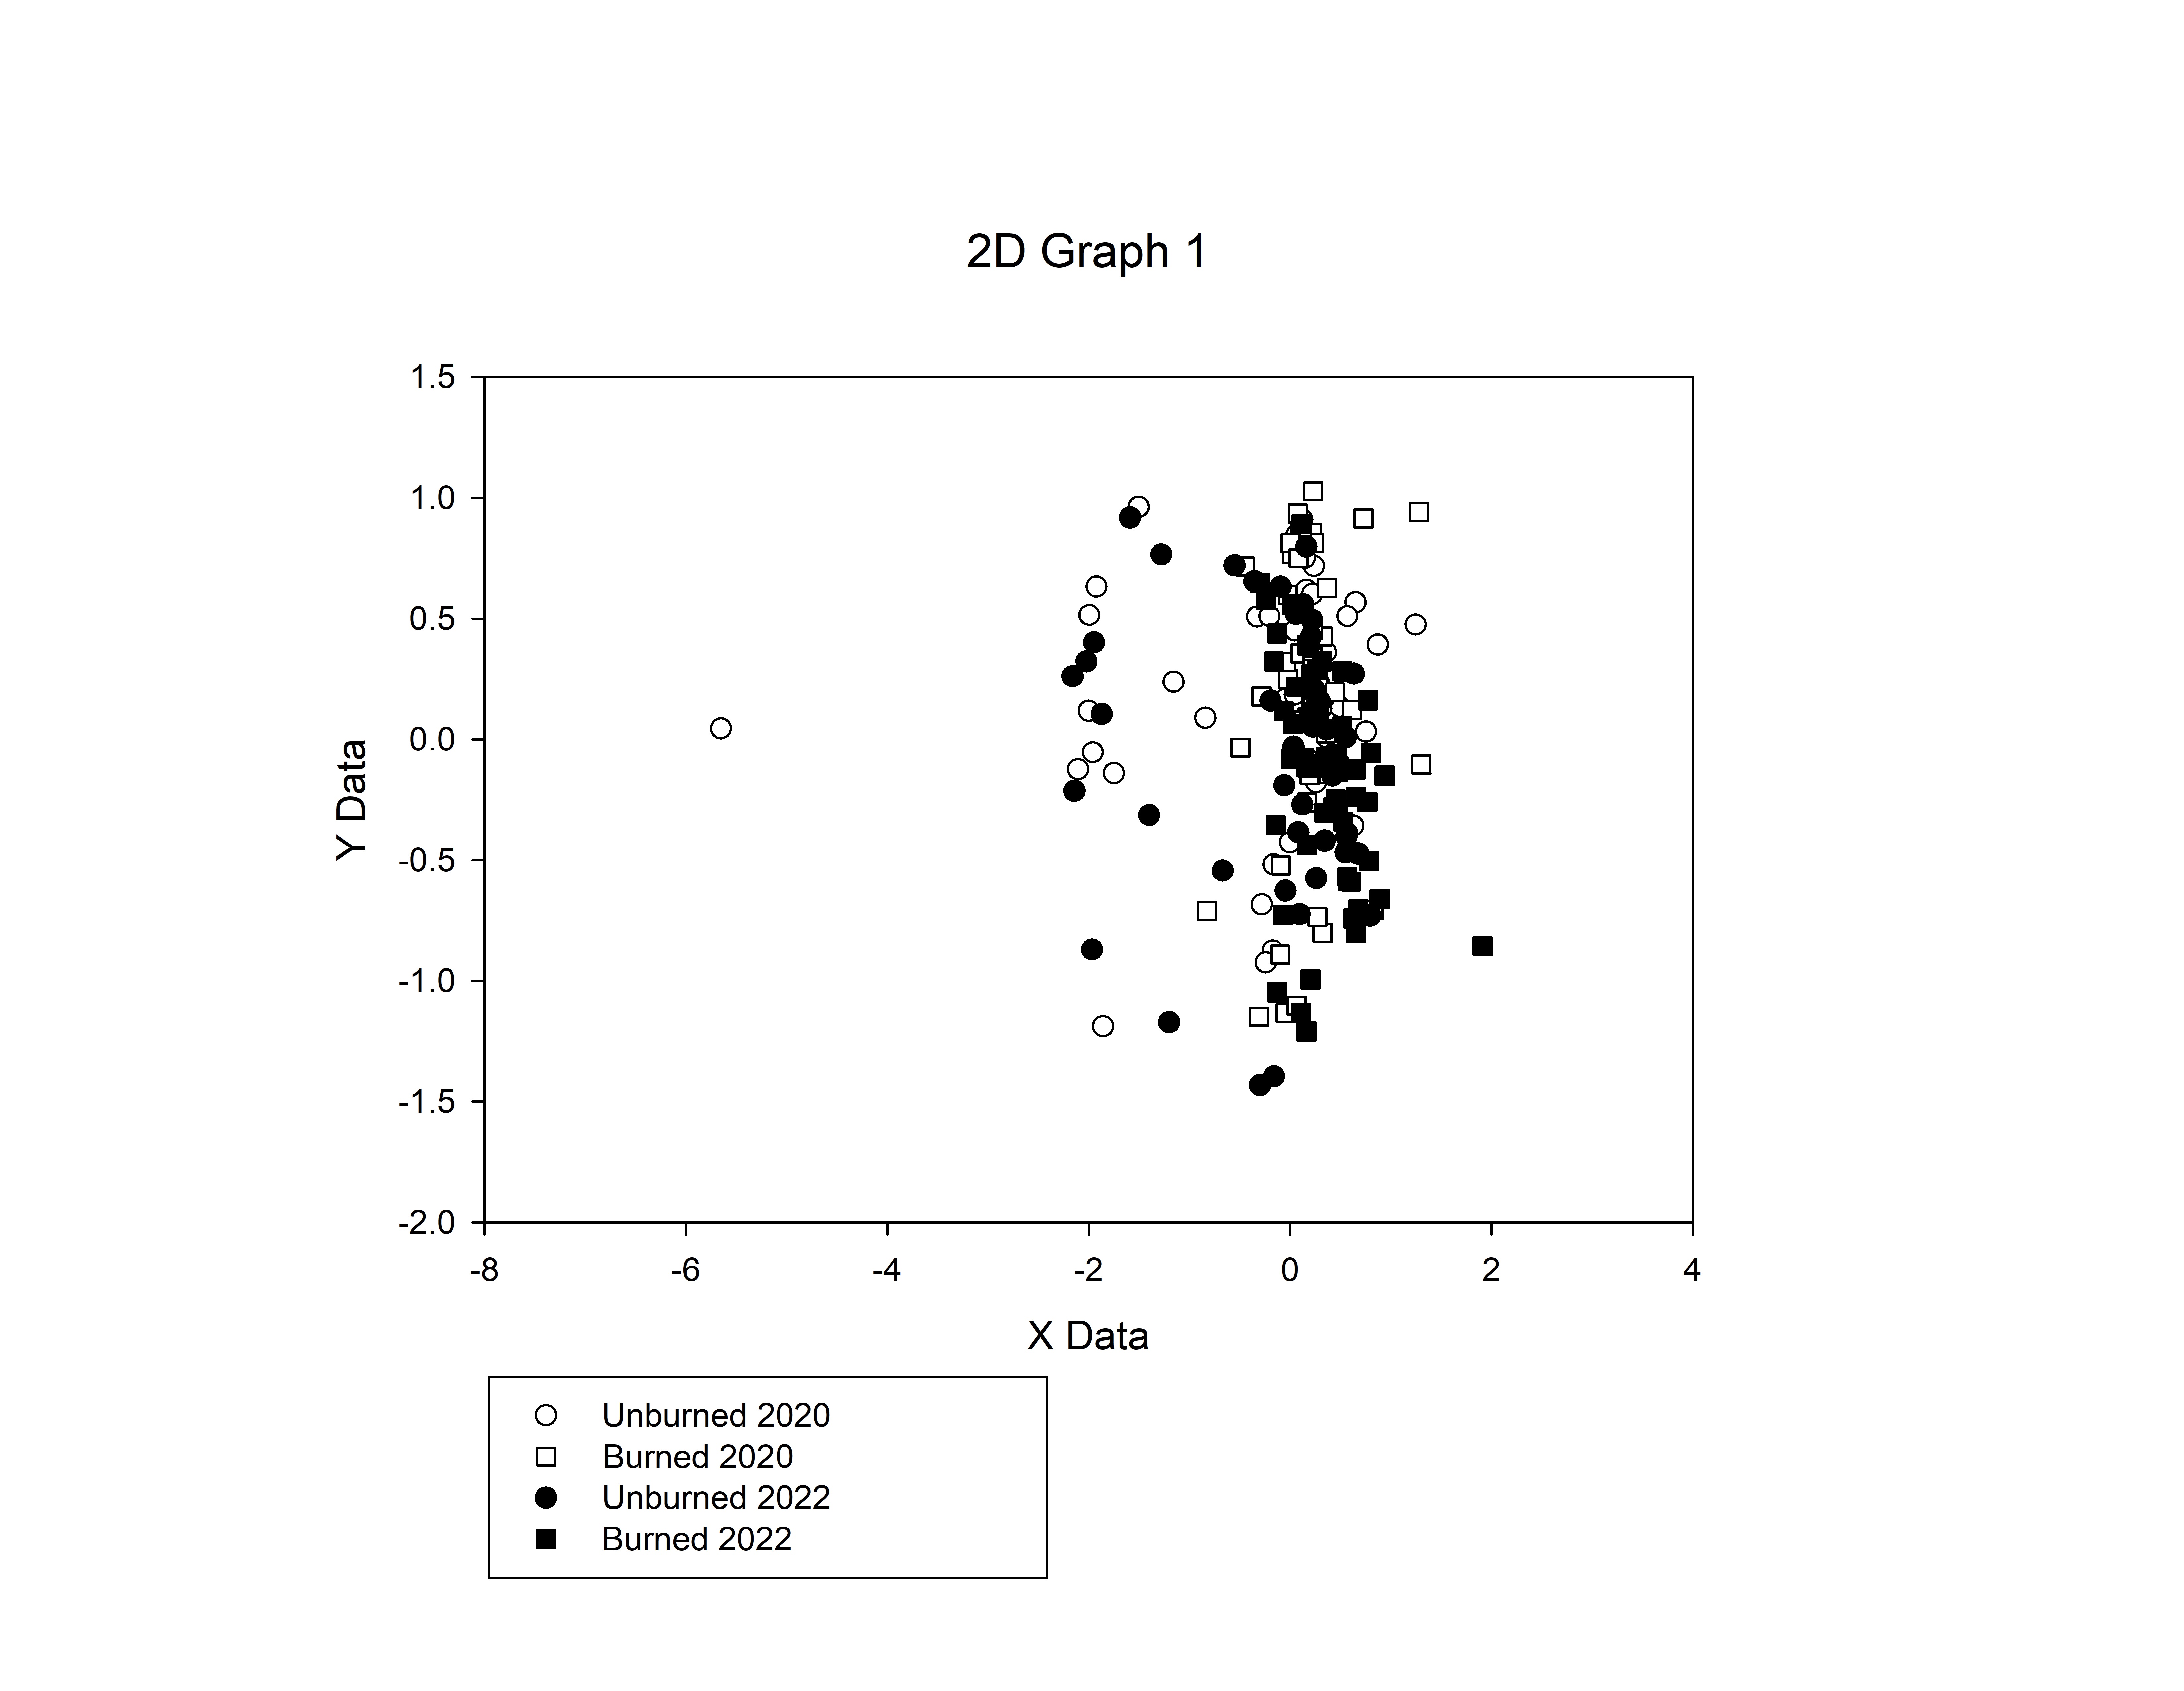 2D Graph 1
1.5
1.0
0.5
0.0
-0.5
-1.0
-1.5
-2.0
Y Data
-8 -6 -4 -2 0 2 4
X Data
Unburned 2020
Burned 2020
Unburned 2022
Burned 2022